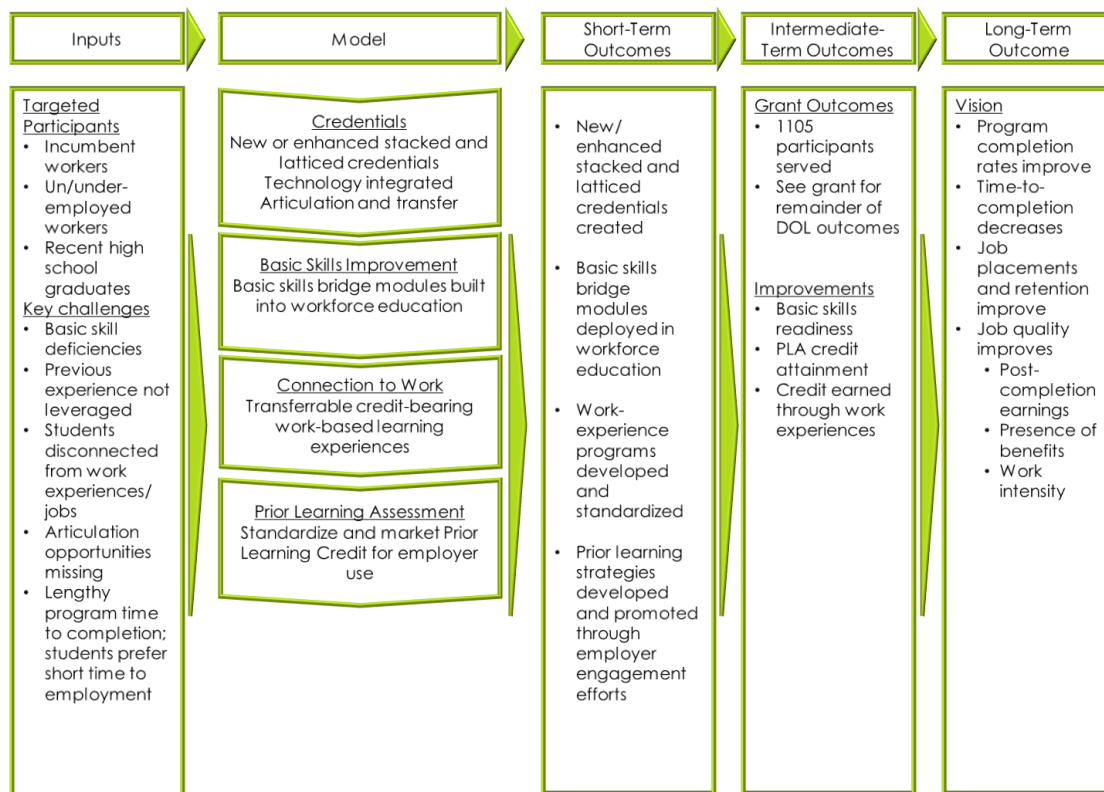 Inputs
Model
Short-Term
Outcomes
Intermediate-
Term Outcomes
Long-Term
Outcome
Targeted
Participants
• Incumbent
workers
• Un/under-
employed
workers
• Recent high
school
graduates
Key challenges
• Basic skill
deficiencies
• Previous
experience not
leveraged
• Students
disconnected
from work
experiences/
jobs
• Articulation
opportunities
missing
• Lengthy
program time
to completion;
students prefer
short time to
employment
Credentials
New or enhanced stacked and
latticed credentials
Technology integrated
Articulation and transfer
Basic Skills Improvement
Basic skills bridge modules built
into workforce education
Connection to Work
Transferrable credit-bearing
work-based learning
experiences
Prior Learning Assessment
Standardize and market Prior
Learning Credit for employer
use
• New/
enhanced
stacked and
latticed
credentials
created
• Basic skills
bridge
modules
deployed in
workforce
education
• Work-
experience
programs
developed
and
standardized
• Prior learning
strategies
developed
and promoted
through
employer
engagement
efforts
Grant Outcomes
• 1105
participants
served
• See grant for
remainder of
DOL outcomes
Improvements
• Basic skills
readiness
• PLA credit
attainment
• Credit earned
through work
experiences
Vision
• Program
completion
rates improve
• Time-to-
completion
decreases
• Job
placements
and retention
improve
• Job quality
improves
• Post-
completion
earnings
• Presence of
benefits
• Work
intensity